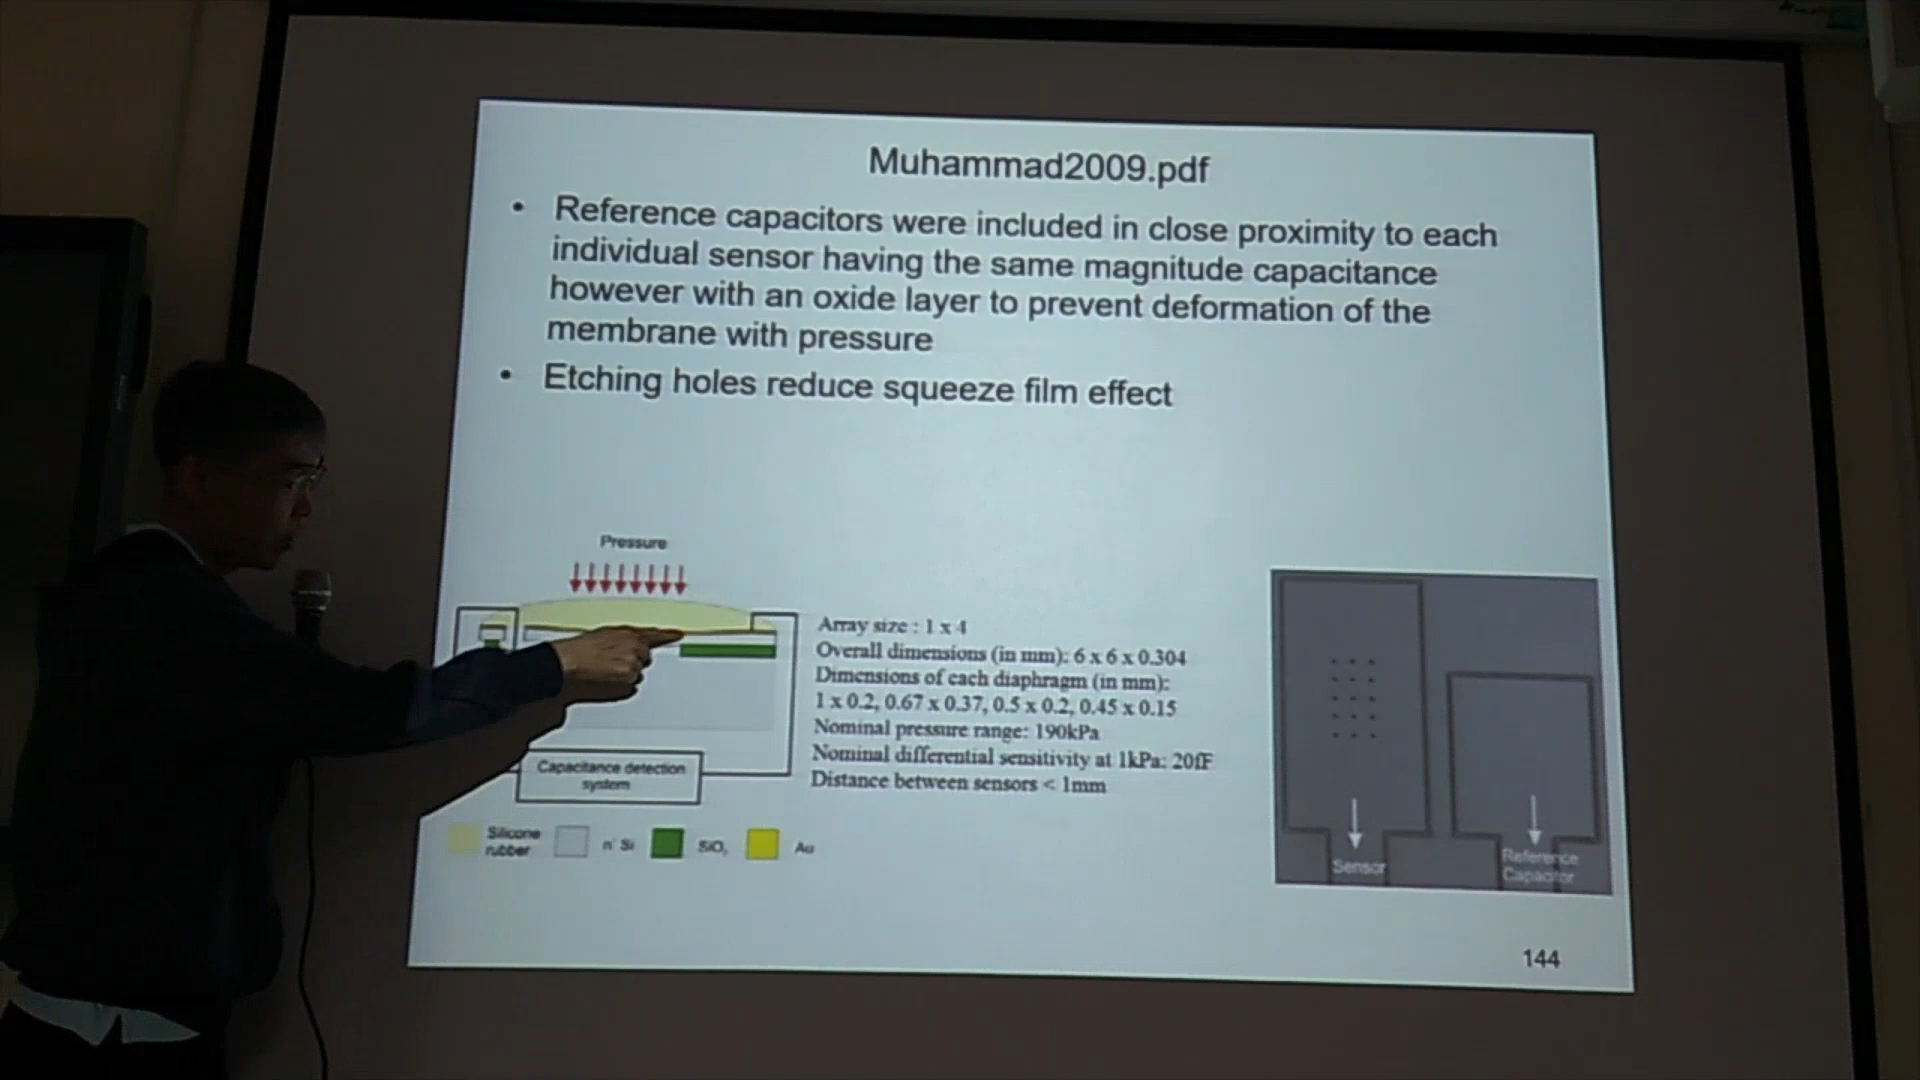 Muhammad2009.pdf
• Reference capacitors were included in close proximity to each
individual sensor having the same magnitude capacitance
however with an oxide layer to prevent deformation of the
membrane with pressure
• Etching holes reduce squeeze film effect
Pressure
Array size : 1 x 4
Overall dimensions (in mm): 6 x 6 x 0.304
Dimensions of each diaphragm (in mm):
1 x 0.2, 0.67 x 0.37, 0.5 x 0.2, 0.45 x 0.15
Nominal pressure range: 190kPa
Nominal differential sensitivity at 1kPa: 20fF
Distance between sensors < 1mm
Capacitance detection
system
Silicone
rubber
n⁻ Si
SiO₂
Au
Sensor
Reference
Capacitor
144